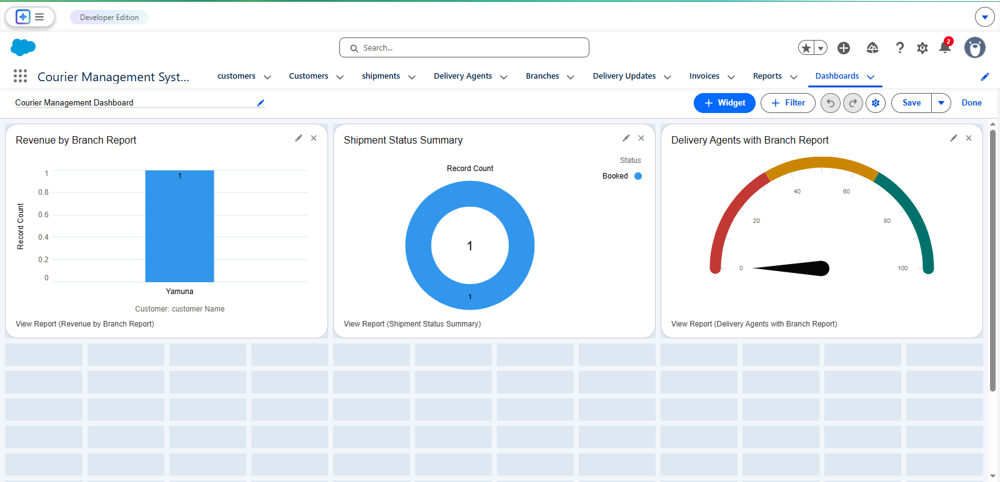 Developer Edition
Search...
2
Courier Management Syst...
customers
Customers
shipments
Delivery Agents
Branches
Delivery Updates
Invoices
Reports
Dashboards
Courier Management Dashboard
+ Widget
+ Filter
Save
Done
Revenue by Branch Report
Record Count
1
0.8
0.6
0.4
0.2
0
1
Yamuna
Customer: customer Name
View Report (Revenue by Branch Report)
Shipment Status Summary
Status
Booked
Record Count
1
1
View Report (Shipment Status Summary)
Delivery Agents with Branch Report
0
20
40
60
80
100
View Report (Delivery Agents with Branch Report)